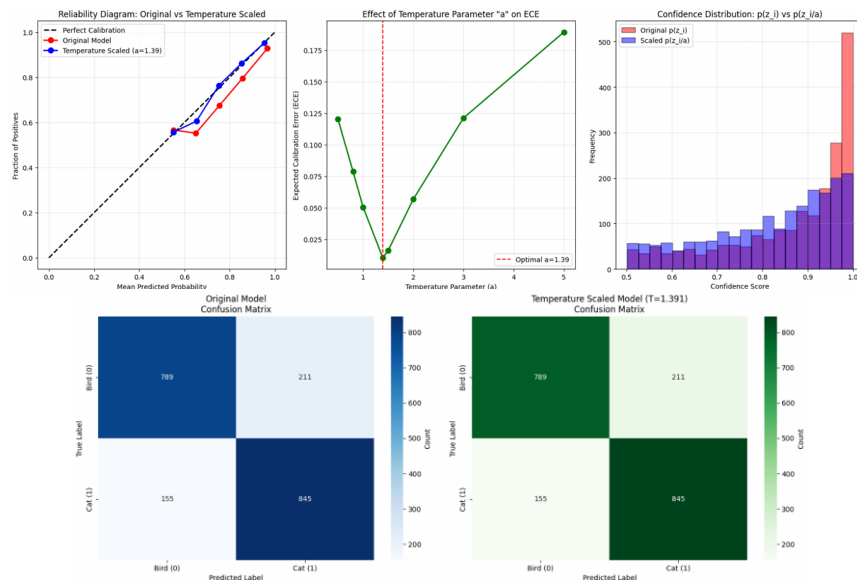 Reliability Diagram: Original vs Temperature Scaled
Perfect Calibration
Original Model
Temperature Scaled (a=1.39)
1.0
0.8
0.6
0.4
0.2
0.0
Fraction of Positives
0.0 0.2 0.4 0.6 0.8 1.0
Mean Predicted Probability
Effect of Temperature Parameter "a" on ECE
0.175
0.150
0.125
0.100
0.075
0.050
0.025
Expected Calibration Error (ECE)
1 2 3 4 5
Temperature Parameter (a)
Optimal a=1.39
Confidence Distribution: p(z_i) vs p(z_i/a)
Original p(z_i)
Scaled p(z_i/a)
500
400
300
200
100
0
Frequency
0.5 0.6 0.7 0.8 0.9 1.0
Confidence Score
Original Model
Confusion Matrix
True Label
Bird (0)
Cat (1)
789 211
155 845
Bird (0) Cat (1)
Predicted Label
800
700
600
500
400
300
200
Count
Temperature Scaled Model (T=1.391)
Confusion Matrix
True Label
Bird (0)
Cat (1)
789 211
155 845
Bird (0) Cat (1)
Predicted Label
800
700
600
500
400
300
200
Count